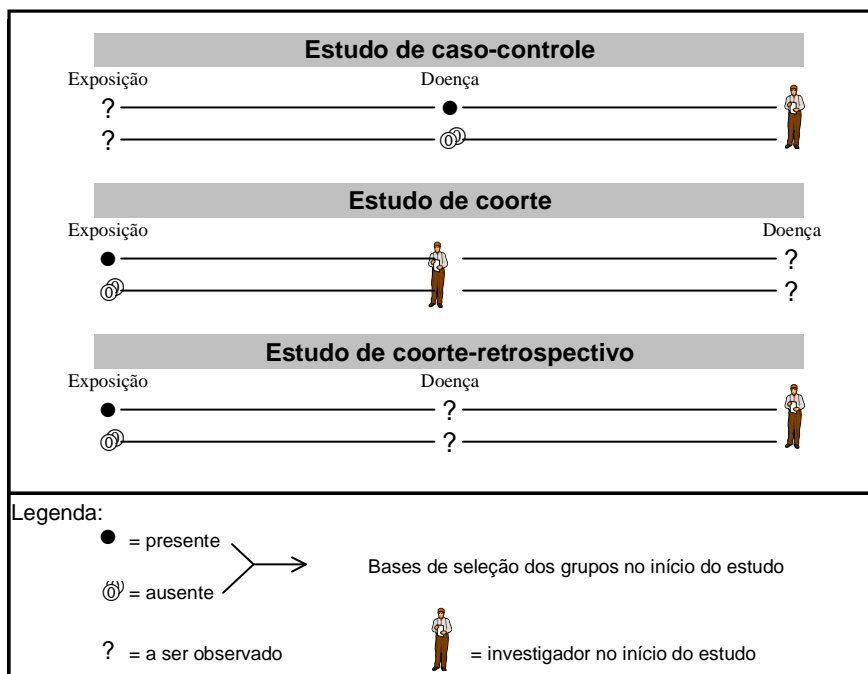 Estudo de caso-controle
Exposição Doença
?
?
Estudo de coorte
Exposição Doença
?
?
Estudo de coorte-retrospectivo
Exposição Doença
?
?
Legenda:
= presente
Bases de seleção dos grupos no início do estudo
= ausente
? = a ser observado = investigador no início do estudo